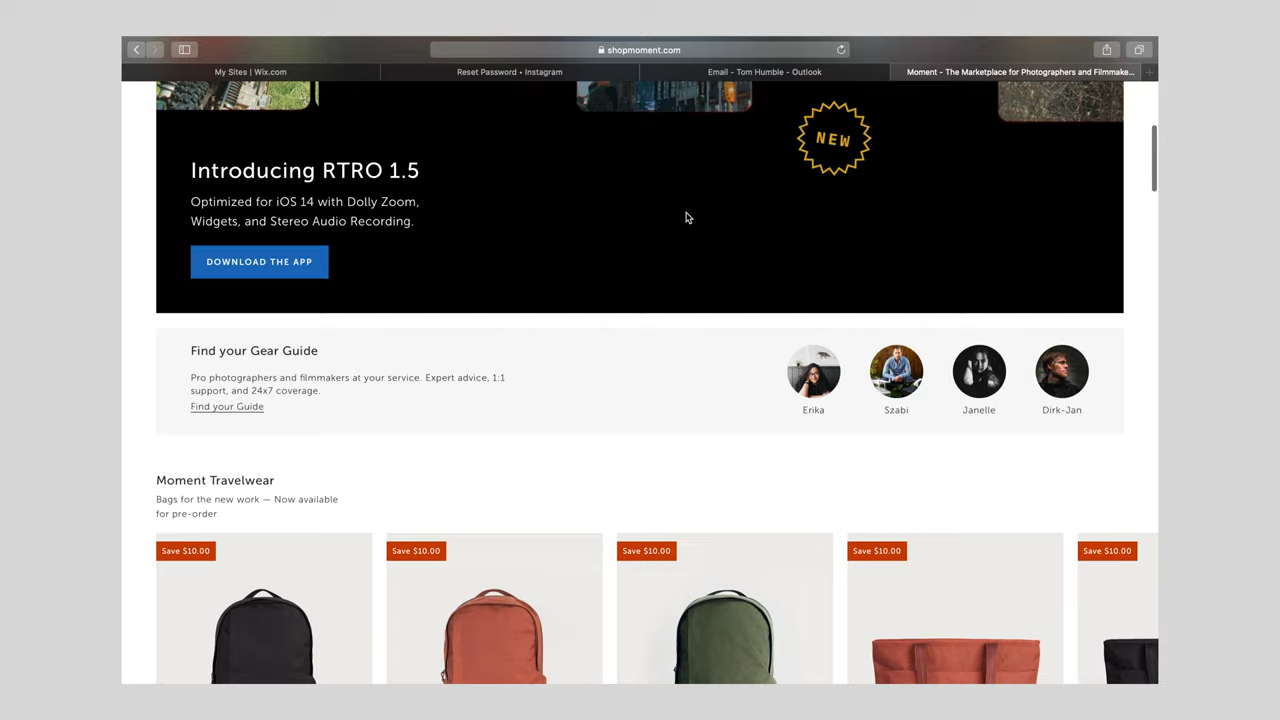 shopmoment.com
My Sites | Wix.com
Reset Password • Instagram
Email - Tom Humble - Outlook
Moment - The Marketplace for Photographers and Filmmake...
NEW
Introducing RTRO 1.5
Optimized for iOS 14 with Dolly Zoom,
Widgets, and Stereo Audio Recording.
DOWNLOAD THE APP
Find your Gear Guide
Pro photographers and filmmakers at your service. Expert advice, 1:1
support, and 24x7 coverage.
Find your Guide
Erika
Szabi
Janelle
Dirk-Jan
Moment Travelwear
Bags for the new work — Now available
for pre-order
Save $10.00
Save $10.00
Save $10.00
Save $10.00
Save $10.00